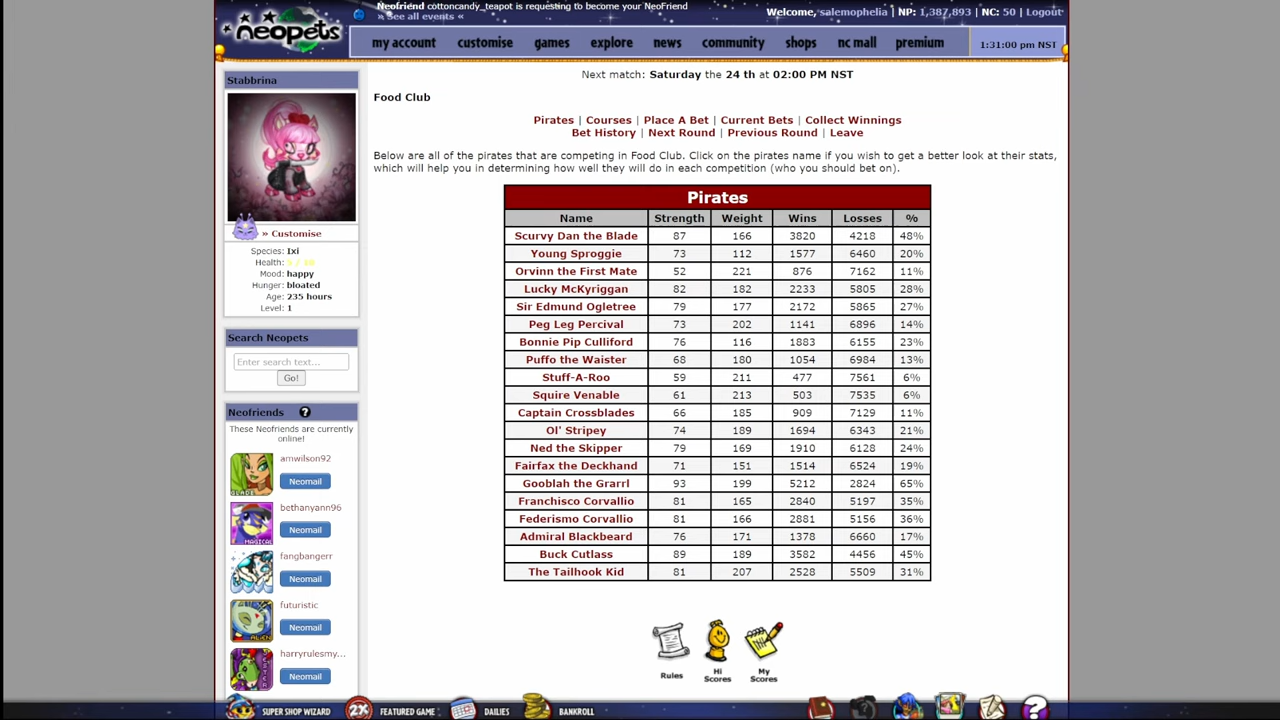 Neofriend cottoncandy_teapot is requesting to become your NeoFriend
» See all events «
Welcome, salemophelia | NP: 1,387,893 | NC: 50 | Logout
neopets
my account customise games explore news community shops nc mall premium
1:31:00 pm NST
Stabbrina
» Customise
Species: Ixi
Health:
Mood: happy
Hunger: bloated
Age: 235 hours
Level: 1
Search Neopets
Enter search text...
Go!
Neofriends ?
These Neofriends are currently
online!
amwilson92
Neomail
bethanyann96
Neomail
MAGICAL
fangbangerr
Neomail
futuristic
Neomail
ALIEN
harryrulesmy...
Neomail
Next match: Saturday the 24 th at 02:00 PM NST
Food Club
Pirates | Courses | Place A Bet | Current Bets | Collect Winnings
Bet History | Next Round | Previous Round | Leave
Below are all of the pirates that are competing in Food Club. Click on the pirates name if you wish to get a better look at their stats,
which will help you in determining how well they will do in each competition (who you should bet on).
Pirates
Name Strength Weight Wins Losses %
Scurvy Dan the Blade 87 166 3820 4218 48%
Young Sproggie 73 112 1577 6460 20%
Orvinn the First Mate 52 221 876 7162 11%
Lucky McKyriggan 82 182 2233 5805 28%
Sir Edmund Ogletree 79 177 2172 5865 27%
Peg Leg Percival 73 202 1141 6896 14%
Bonnie Pip Culliford 76 116 1883 6155 23%
Puffo the Waister 68 180 1054 6984 13%
Stuff-A-Roo 59 211 477 7561 6%
Squire Venable 61 213 503 7535 6%
Captain Crossblades 66 185 909 7129 11%
Ol' Stripey 74 189 1694 6343 21%
Ned the Skipper 79 169 1910 6128 24%
Fairfax the Deckhand 71 151 1514 6524 19%
Gooblah the Grarrl 93 199 5212 2824 65%
Franchisco Corvallio 81 165 2840 5197 35%
Federismo Corvallio 81 166 2881 5156 36%
Admiral Blackbeard 76 171 1378 6660 17%
Buck Cutlass 89 189 3582 4456 45%
The Tailhook Kid 81 207 2528 5509 31%
Rules
Hi
Scores
My
Scores
SUPER SHOP WIZARD 2X FEATURED GAME DAILIES BANKROLL ?